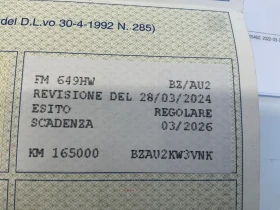 del D.L.vo 30-4-1992 N. 285)
FM 649HW BZ/AU2
REVISIONE DEL 28/03/2024
ESITO REGOLARE
SCADENZA 03/2026
KM 165000 BZAU2KW3VNK